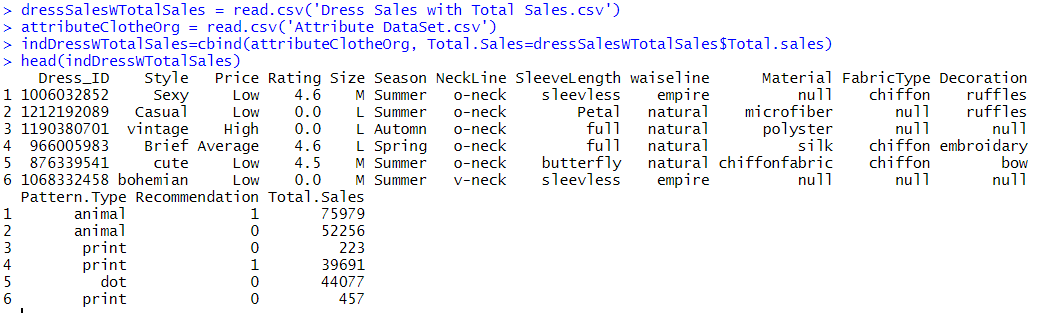 > dressSalesWTotalSales = read.csv('Dress Sales with Total Sales.csv')
> attributeClotheOrg = read.csv('Attribute DataSet.csv')
> indDressWTotalSales=cbind(attributeClotheOrg, Total.Sales=dressSalesWTotalSales$Total.sales)
> head(indDressWTotalSales)
Dress_ID Style Price Rating Size Season NeckLine SleeveLength waiseline Material FabricType Decoration
1 1006032852 Sexy Low 4.6 M Summer o-neck sleevless empire null chiffon ruffles
2 1212192089 Casual Low 0.0 L Summer o-neck Petal natural microfiber null ruffles
3 1190380701 vintage High 0.0 L Automn o-neck full natural polyster null null
4 966005983 Brief Average 4.6 L Spring o-neck full natural silk chiffon embroidary
5 876339541 cute Low 4.5 M Summer o-neck butterfly natural chiffonfabric chiffon bow
6 1068332458 bohemian Low 0.0 M Summer v-neck sleevless empire null null null
Pattern.Type Recommendation Total.Sales
1 animal 1 75979
2 animal 0 52256
3 print 0 223
4 print 1 39691
5 dot 0 44077
6 print 0 457